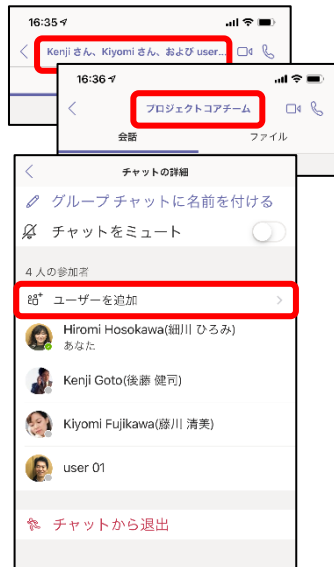 16:35
Kenji さん、Kiyomi さん、および user...
16:36
プロジェクトコアチーム
会話
ファイル
チャットの詳細
グループ チャットに名前を付ける
チャットをミュート
4 人の参加者
ユーザーを追加
Hiromi Hosokawa(細川 ひろみ)
あなた
Kenji Goto(後藤 健司)
Kiyomi Fujikawa(藤川 清美)
user 01
チャットから退出